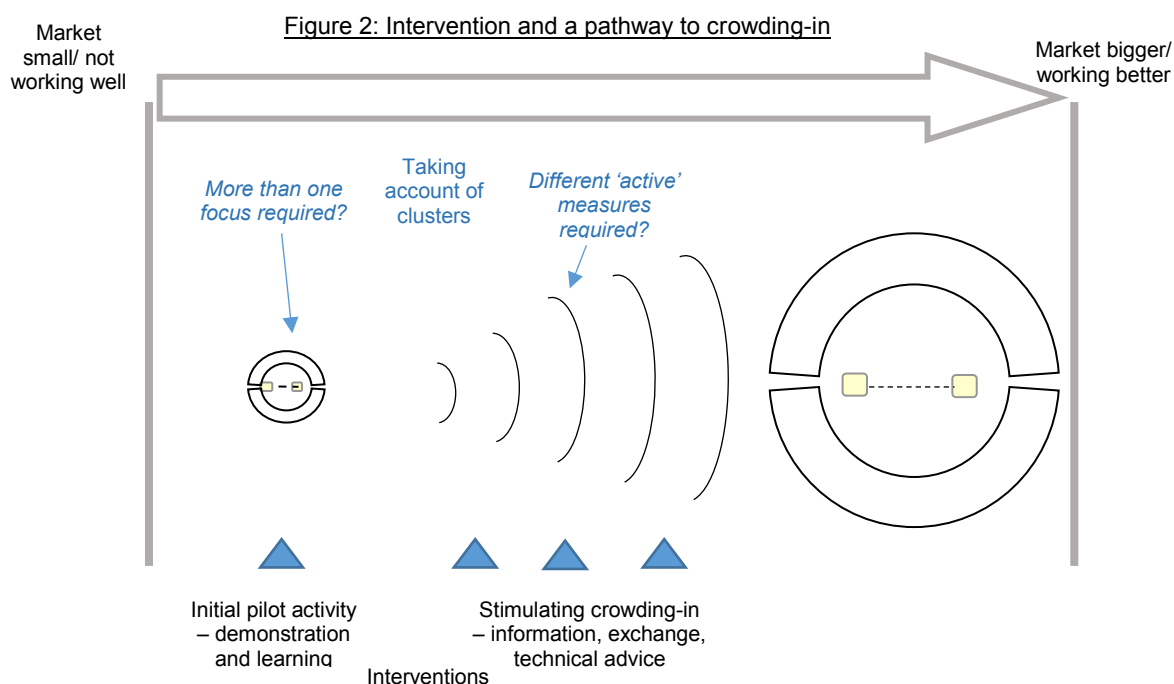 Figure 2: Intervention and a pathway to crowding-in
Market
small/ not
working well
Market bigger/
working better
More than one
focus required?
Taking
account of
clusters
Different ‘active’
measures
required?
Initial pilot activity
– demonstration
and learning
Stimulating crowding-in
– information, exchange,
technical advice
Interventions